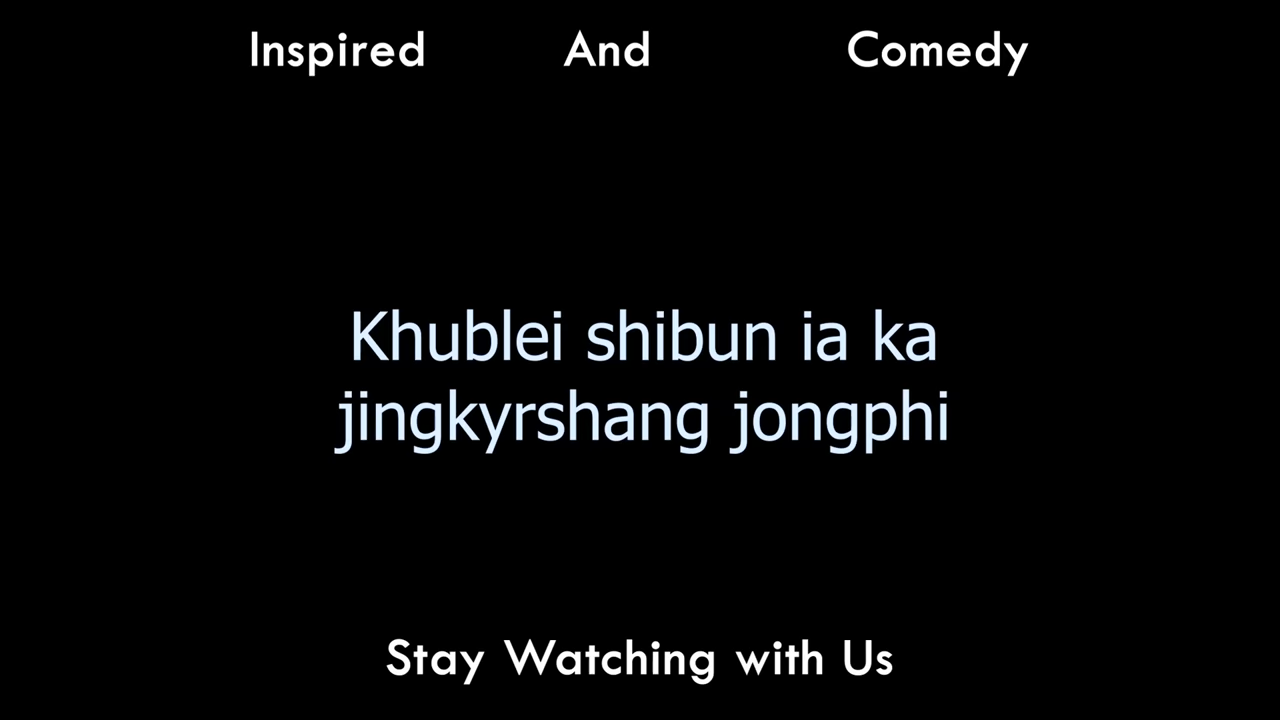 Inspired And Comedy
Khublei shibun ia ka
jingkyrshang jongphi
Stay Watching with Us